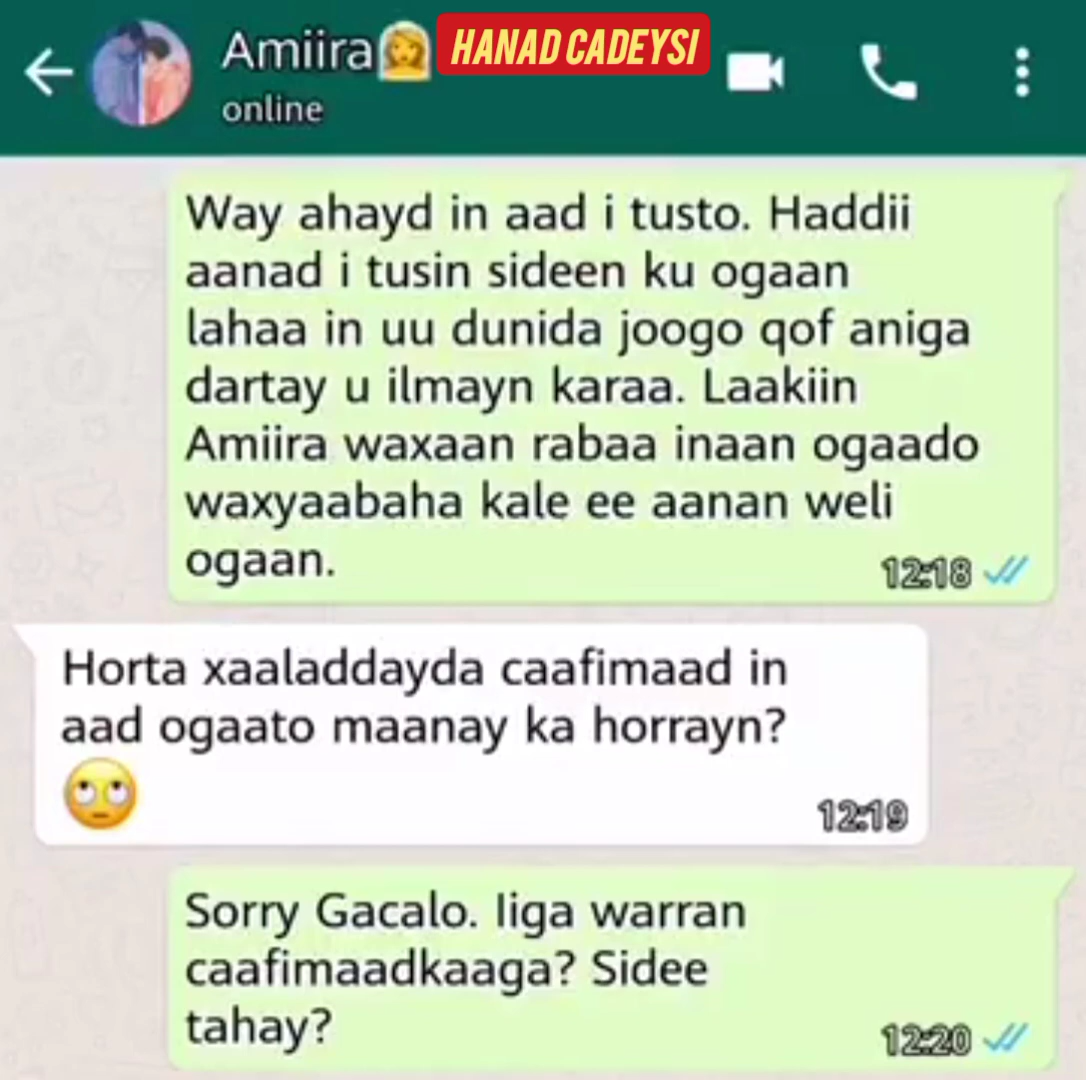 Amiira
HANAD CADEYSI
online
Way ahayd in aad i tusto. Haddii
aanad i tusin sideen ku ogaan
lahaa in uu dunida joogo qof aniga
dartay u ilmayn karaa. Laakiin
Amiira waxaan rabaa inaan ogaado
waxyaabaha kale ee aanan weli
ogaan.
12:18
Horta xaaladdayda caafimaad in
aad ogaato maanay ka horrayn?
🙄
12:19
Sorry Gacalo. Iiga warran
caafimaadkaaga? Sidee
tahay?
12:20